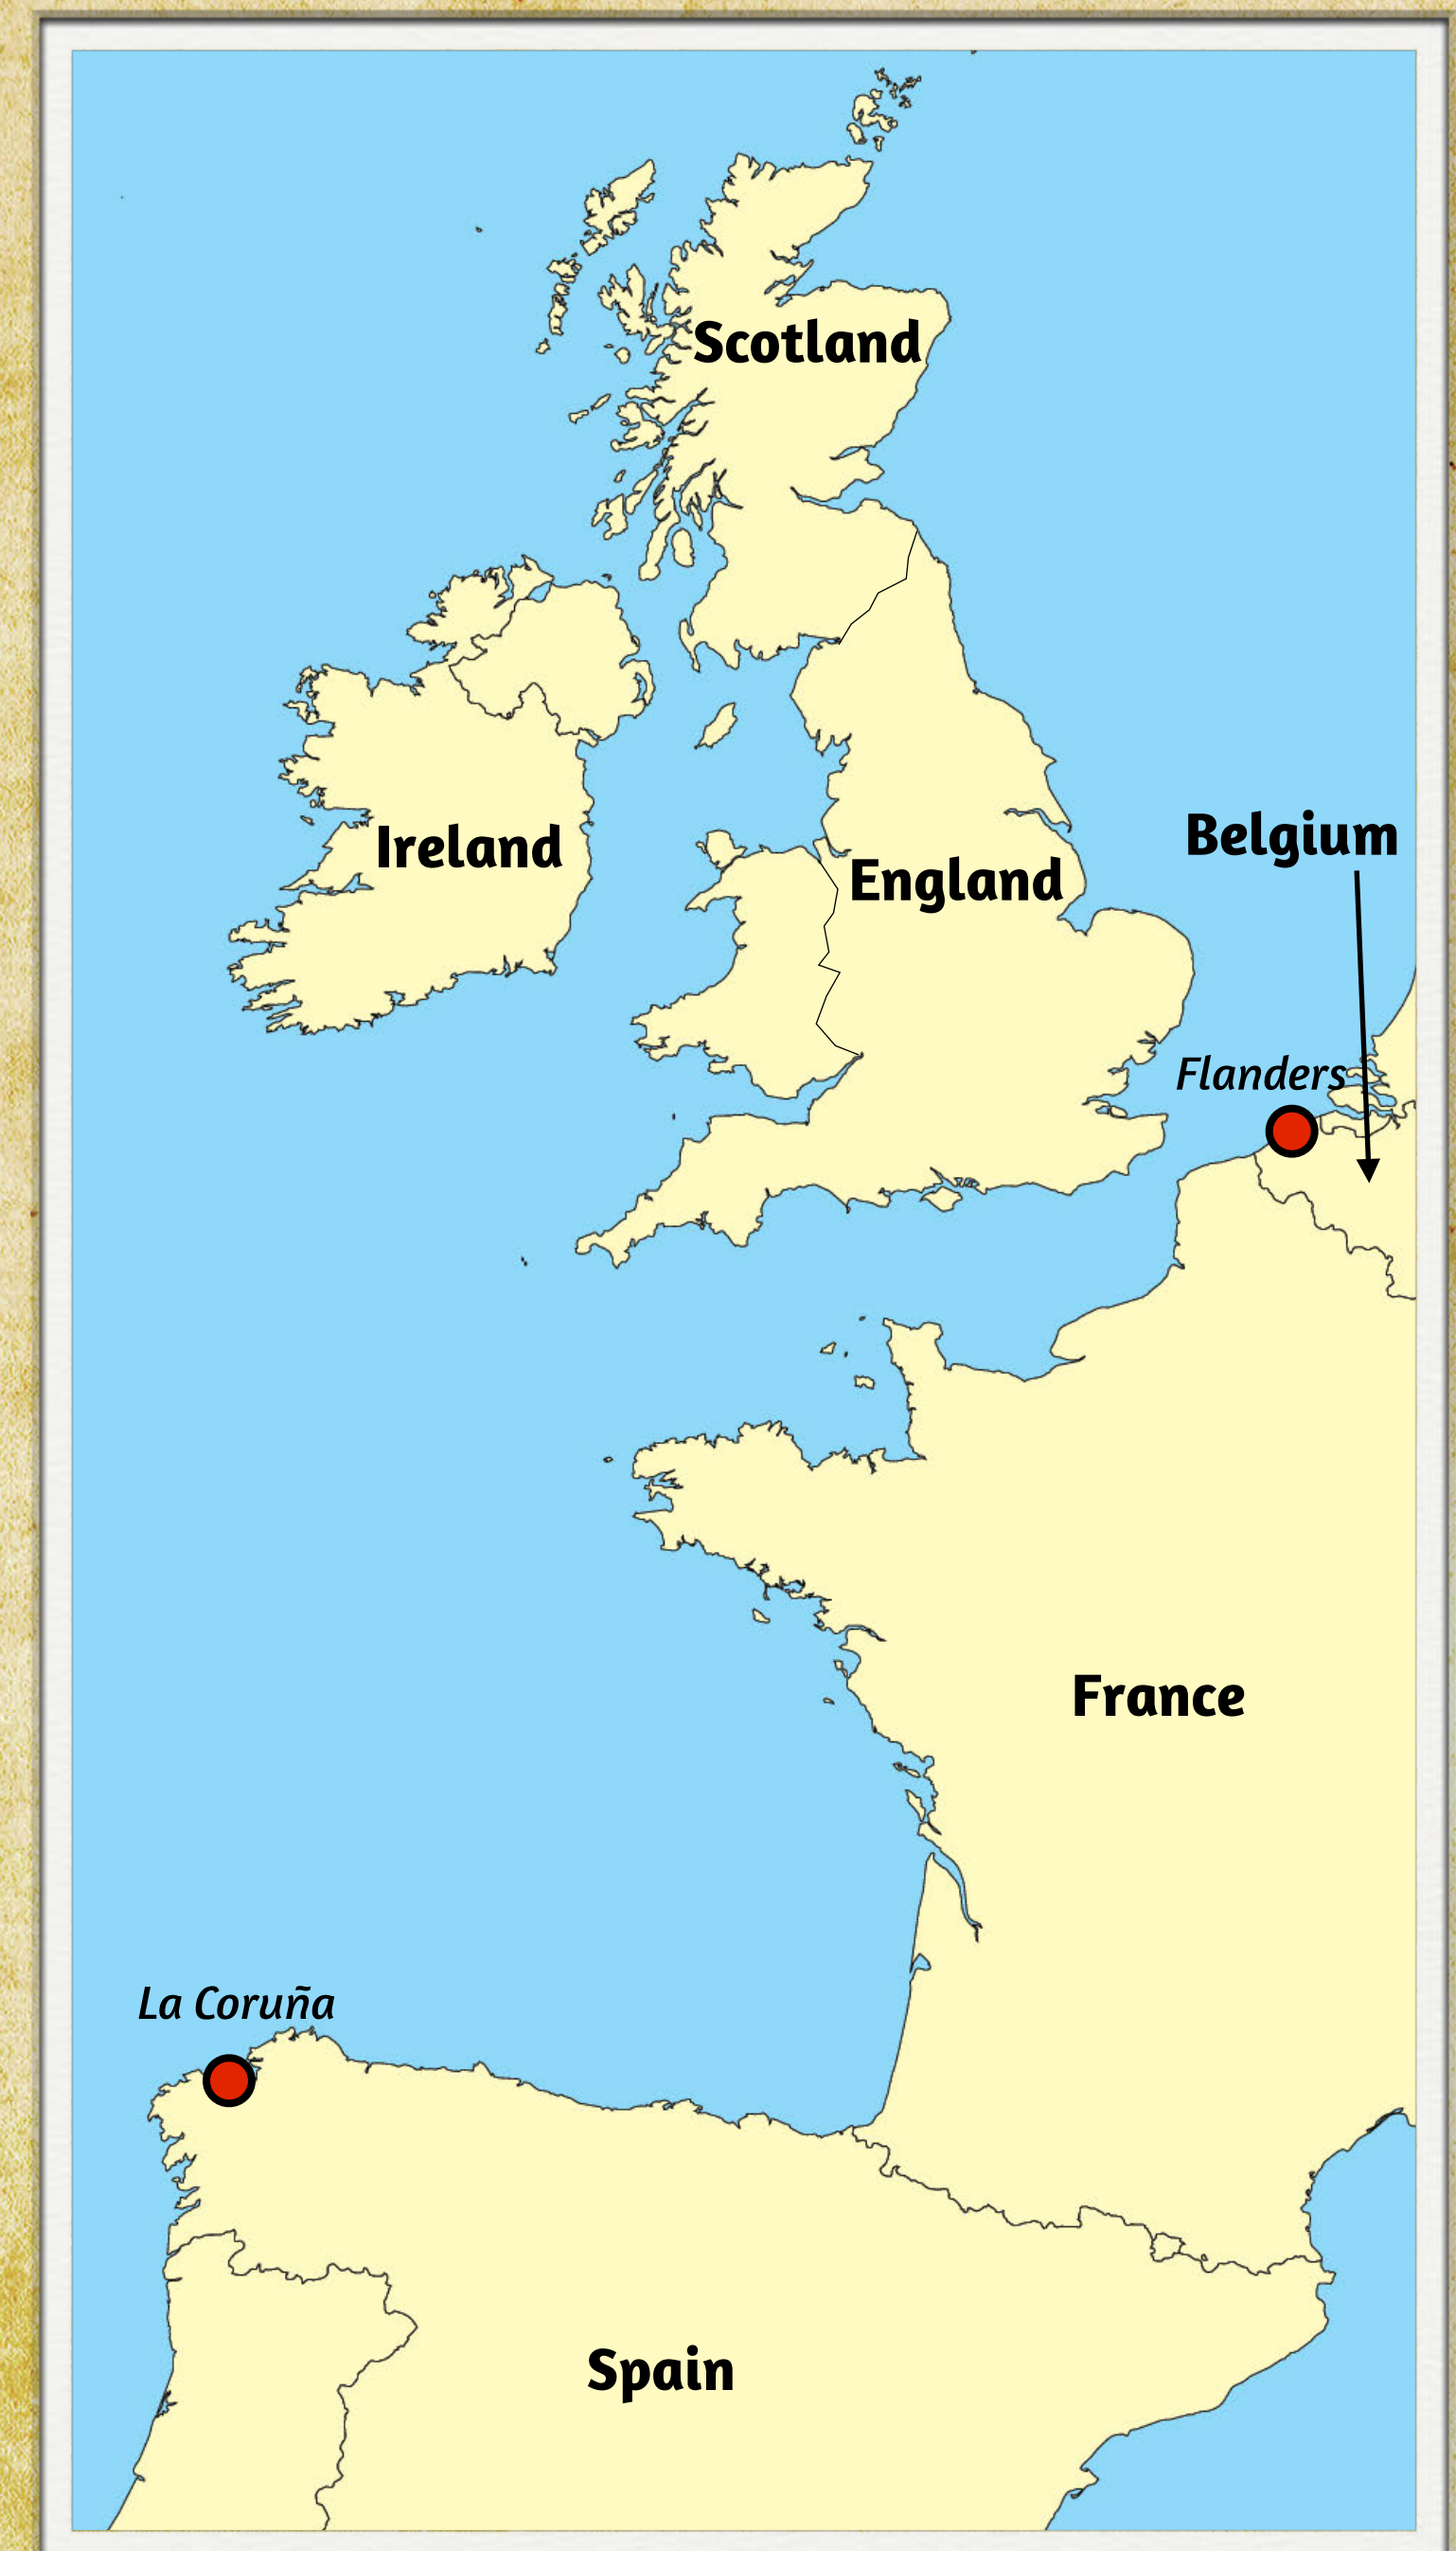 Scotland
Ireland
England
Belgium
Flanders
France
La Coruña
Spain